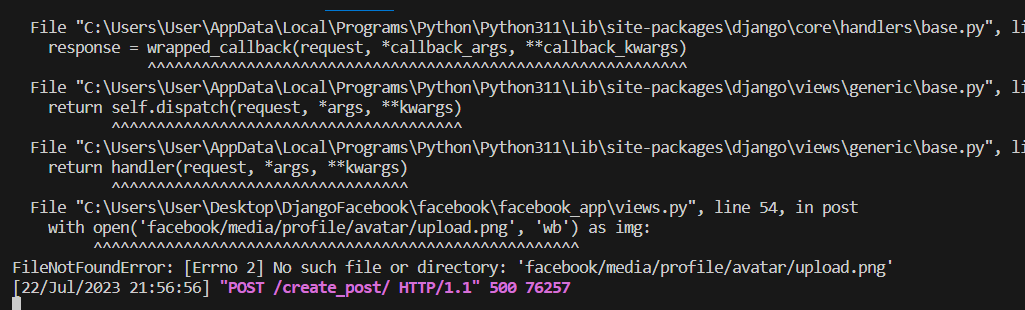 File "C:\Users\User\AppData\Local\Programs\Python\Python311\Lib\site-packages\django\core\handlers\base.py", li
response = wrapped_callback(request, *callback_args, **callback_kwargs)
^^^^^^^^^^^^^^^^^^^^^^^^^^^^^^^^^^^^^^^^^^^^^^^^^^^^^^^^^^^^
File "C:\Users\User\AppData\Local\Programs\Python\Python311\Lib\site-packages\django\views\generic\base.py", li
return self.dispatch(request, *args, **kwargs)
^^^^^^^^^^^^^^^^^^^^^^^^^^^^^^^^^^^^^^^
File "C:\Users\User\AppData\Local\Programs\Python\Python311\Lib\site-packages\django\views\generic\base.py", li
return handler(request, *args, **kwargs)
^^^^^^^^^^^^^^^^^^^^^^^^^^^^^^^^^
File "C:\Users\User\Desktop\DjangoFacebook\facebook\facebook_app\views.py", line 54, in post
with open('facebook/media/profile/avatar/upload.png', 'wb') as img:
^^^^^^^^^^^^^^^^^^^^^^^^^^^^^^^^^^^^^^^^^^^^^^^^^^^^^^
FileNotFoundError: [Errno 2] No such file or directory: 'facebook/media/profile/avatar/upload.png'
[22/Jul/2023 21:56:56] "POST /create_post/ HTTP/1.1" 500 76257